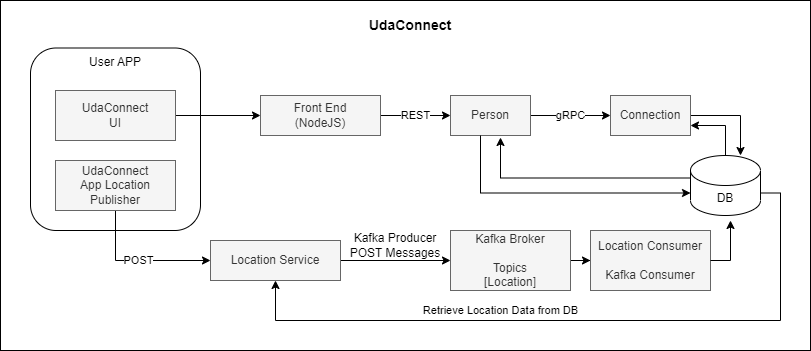 UdaConnect
User APP
UdaConnect
UI
Front End
(NodeJS)
REST
Person
gRPC
Connection
UdaConnect
App Location
Publisher
DB
POST
Location Service
Kafka Producer
POST Messages
Kafka Broker
Topics
[Location]
Location Consumer
Kafka Consumer
Retrieve Location Data from DB